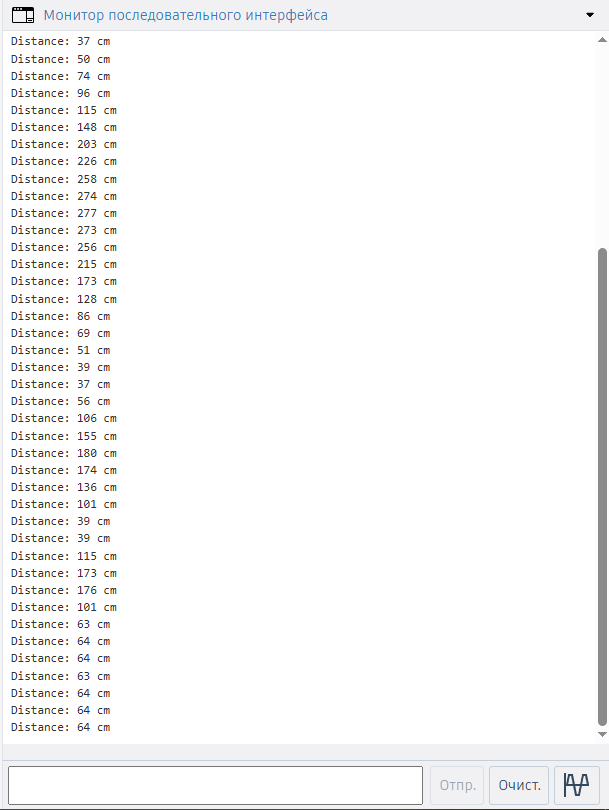 Монитор последовательного интерфейса
Distance: 37 cm
Distance: 50 cm
Distance: 74 cm
Distance: 96 cm
Distance: 115 cm
Distance: 148 cm
Distance: 203 cm
Distance: 226 cm
Distance: 258 cm
Distance: 274 cm
Distance: 277 cm
Distance: 273 cm
Distance: 256 cm
Distance: 215 cm
Distance: 173 cm
Distance: 128 cm
Distance: 86 cm
Distance: 69 cm
Distance: 51 cm
Distance: 39 cm
Distance: 37 cm
Distance: 56 cm
Distance: 106 cm
Distance: 155 cm
Distance: 180 cm
Distance: 174 cm
Distance: 136 cm
Distance: 101 cm
Distance: 39 cm
Distance: 39 cm
Distance: 115 cm
Distance: 173 cm
Distance: 176 cm
Distance: 101 cm
Distance: 63 cm
Distance: 64 cm
Distance: 64 cm
Distance: 63 cm
Distance: 64 cm
Distance: 64 cm
Distance: 64 cm
Отпр. Очист.